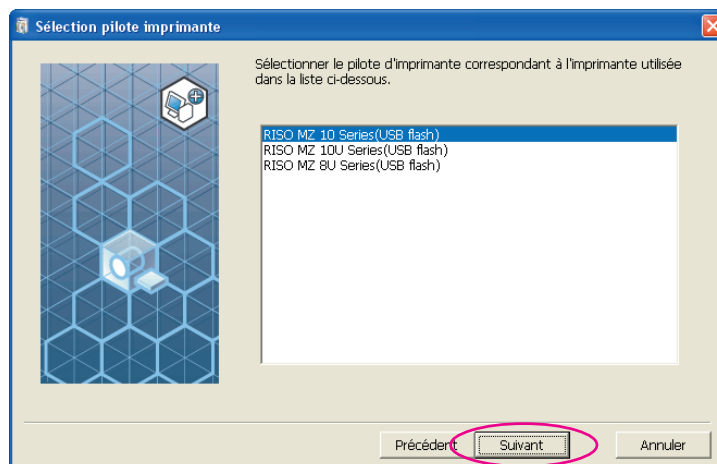 Sélection pilote imprimante
Sélectionner le pilote d'imprimante correspondant à l'imprimante utilisée
dans la liste ci-dessous.
RISO MZ 10 Series(USB flash)
RISO MZ 10U Series(USB flash)
RISO MZ 8U Series(USB flash)
Précédent Suivant Annuler